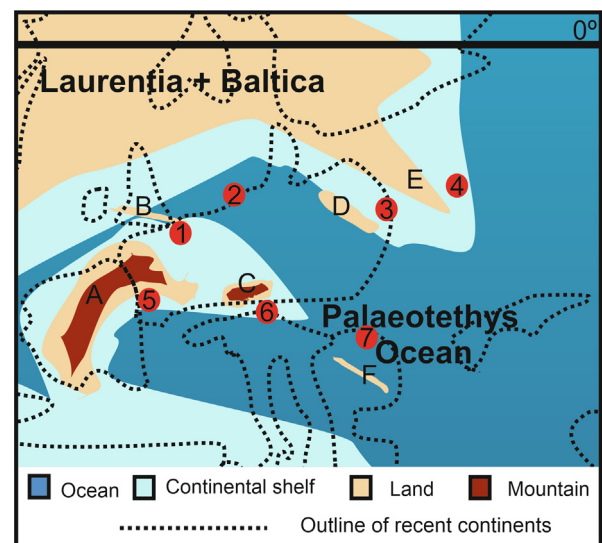 0º
Laurentia + Baltica
E
4
2
B
D
3
1
A
5
C
6
Palaeotethys
7
Ocean
F
Ocean
Continental shelf
Land
Mountain
Outline of recent continents